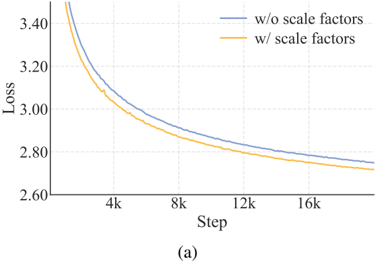 3.40
w/o scale factors
w/ scale factors
3.20
Loss
3.00
2.80
2.60
4k 8k 12k 16k
Step
(a)